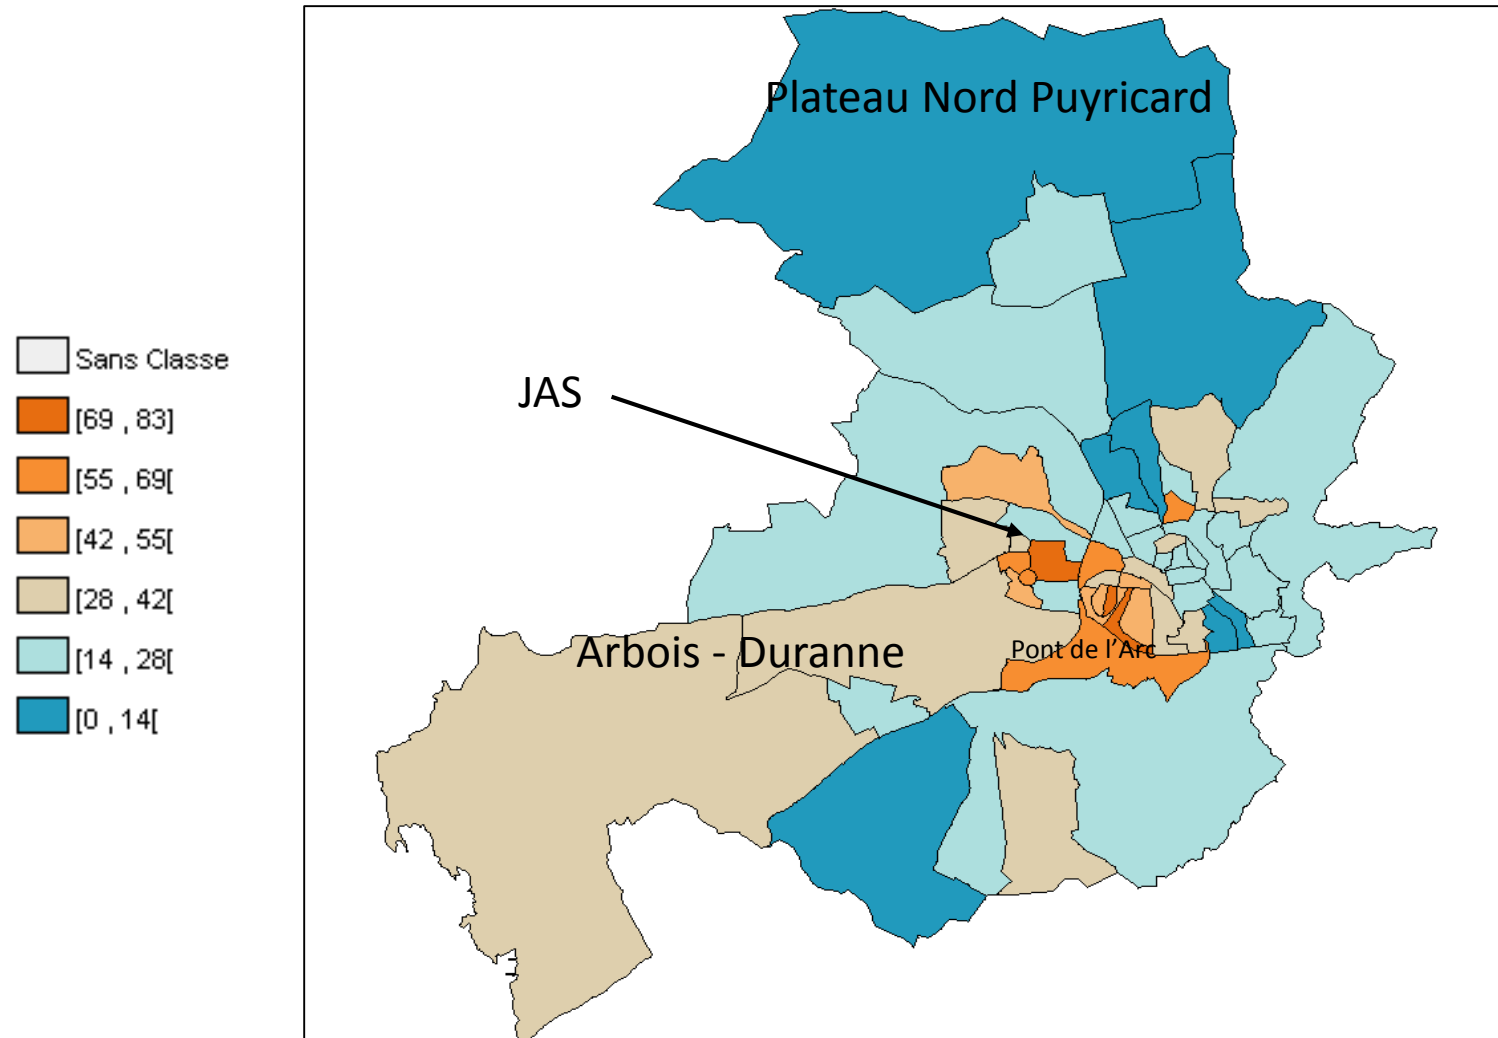 Plateau Nord Puyricard
JAS
Arbois - Duranne
Pont de l'Arc
Sans Classe
[69 , 83]
[55 , 69[
[42 , 55[
[28 , 42[
[14 , 28[
[0 , 14[